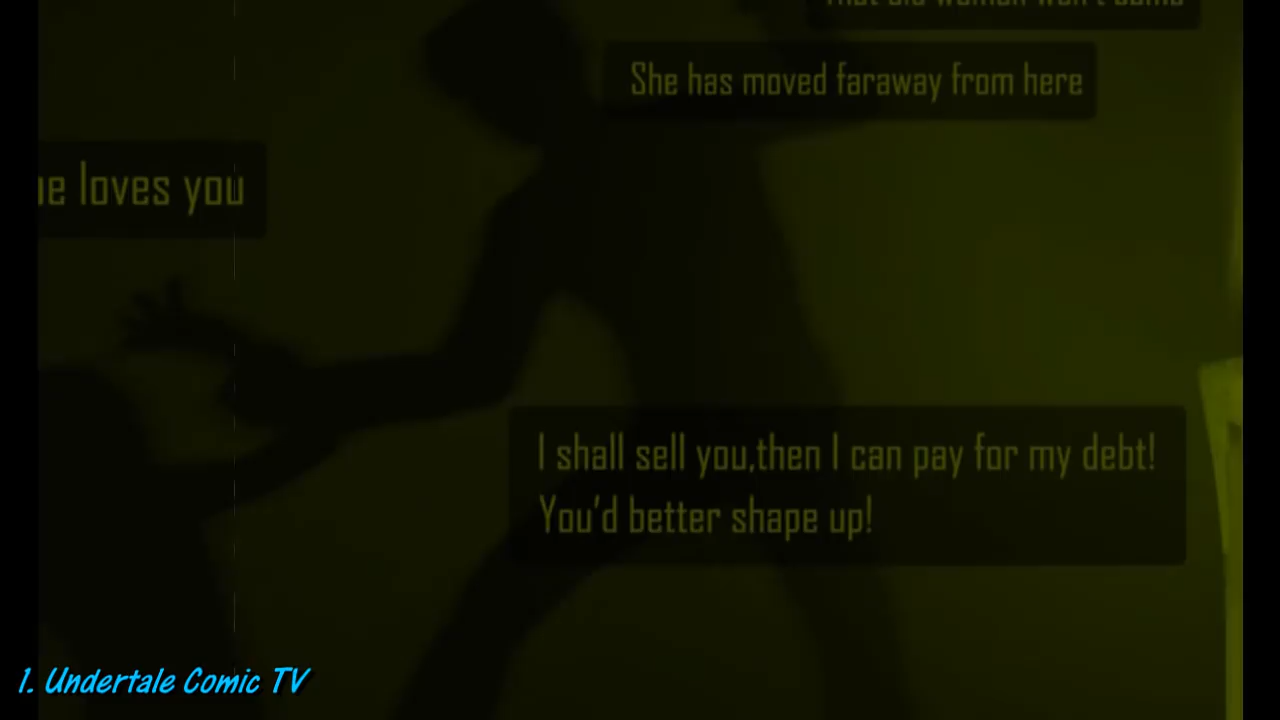 She has moved faraway from here
loves you
I shall sell you,then I can pay for my debt!
You'd better shape up!
1. Undertale Comic TV